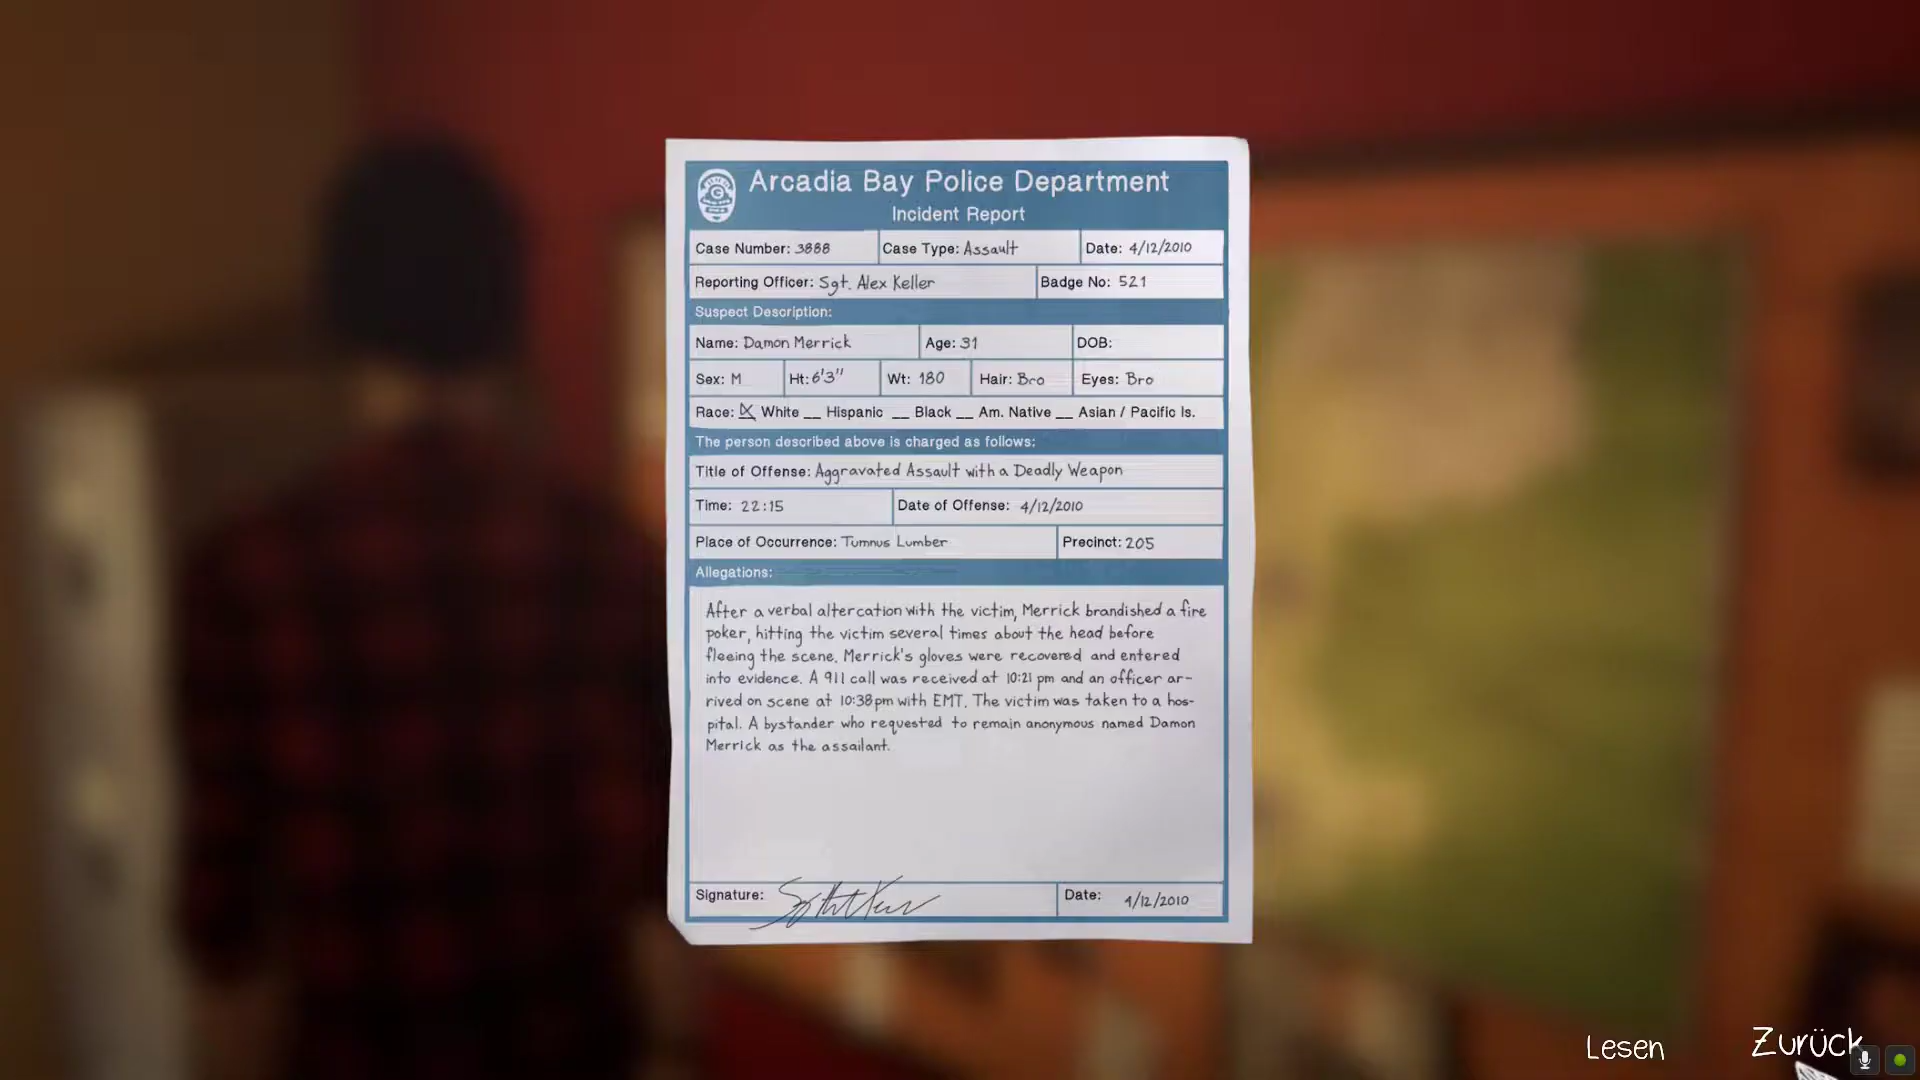 Arcadia Bay Police Department
Incident Report
Case Number: 3888 Case Type: Assault Date: 4/12/2010
Reporting Officer: Sgt. Alex Keller Badge No: 521
Suspect Description:
Name: Damon Merrick Age: 31 DOB:
Sex: M Ht: 6'3" Wt: 180 Hair: Bro Eyes: Bro
Race: X White __ Hispanic __ Black __ Am. Native __ Asian / Pacific Is.
The person described above is charged as follows:
Title of Offense: Aggravated Assault with a Deadly Weapon
Time: 22:15 Date of Offense: 4/12/2010
Place of Occurrence: Tumnus Lumber Precinct: 205
Allegations:
After a verbal altercation with the victim, Merrick brandished a fire
poker, hitting the victim several times about the head before
fleeing the scene. Merrick's gloves were recovered and entered
into evidence. A 911 call was received at 10:21 pm and an officer ar-
rived on scene at 10:38pm with EMT. The victim was taken to a hos-
pital. A bystander who requested to remain anonymous named Damon
Merrick as the assailant.
Signature: Date: 4/12/2010
Lesen Zurück